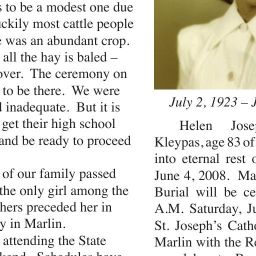 s to be a modest one due
uckily most cattle people
e was an abundant crop.
all the hay is baled –
over. The ceremony on
to be there. We were
l inadequate. But it is
get their high school
and be ready to proceed
of our family passed
the only girl among the
hers preceded her in
y in Marlin.
attending the State
July 2, 1923 – J
Helen Josep
Kleypas, age 83 of
into eternal rest o
June 4, 2008. Ma
Burial will be ce
A.M. Saturday, Ju
St. Joseph's Catho
Marlin with the Re